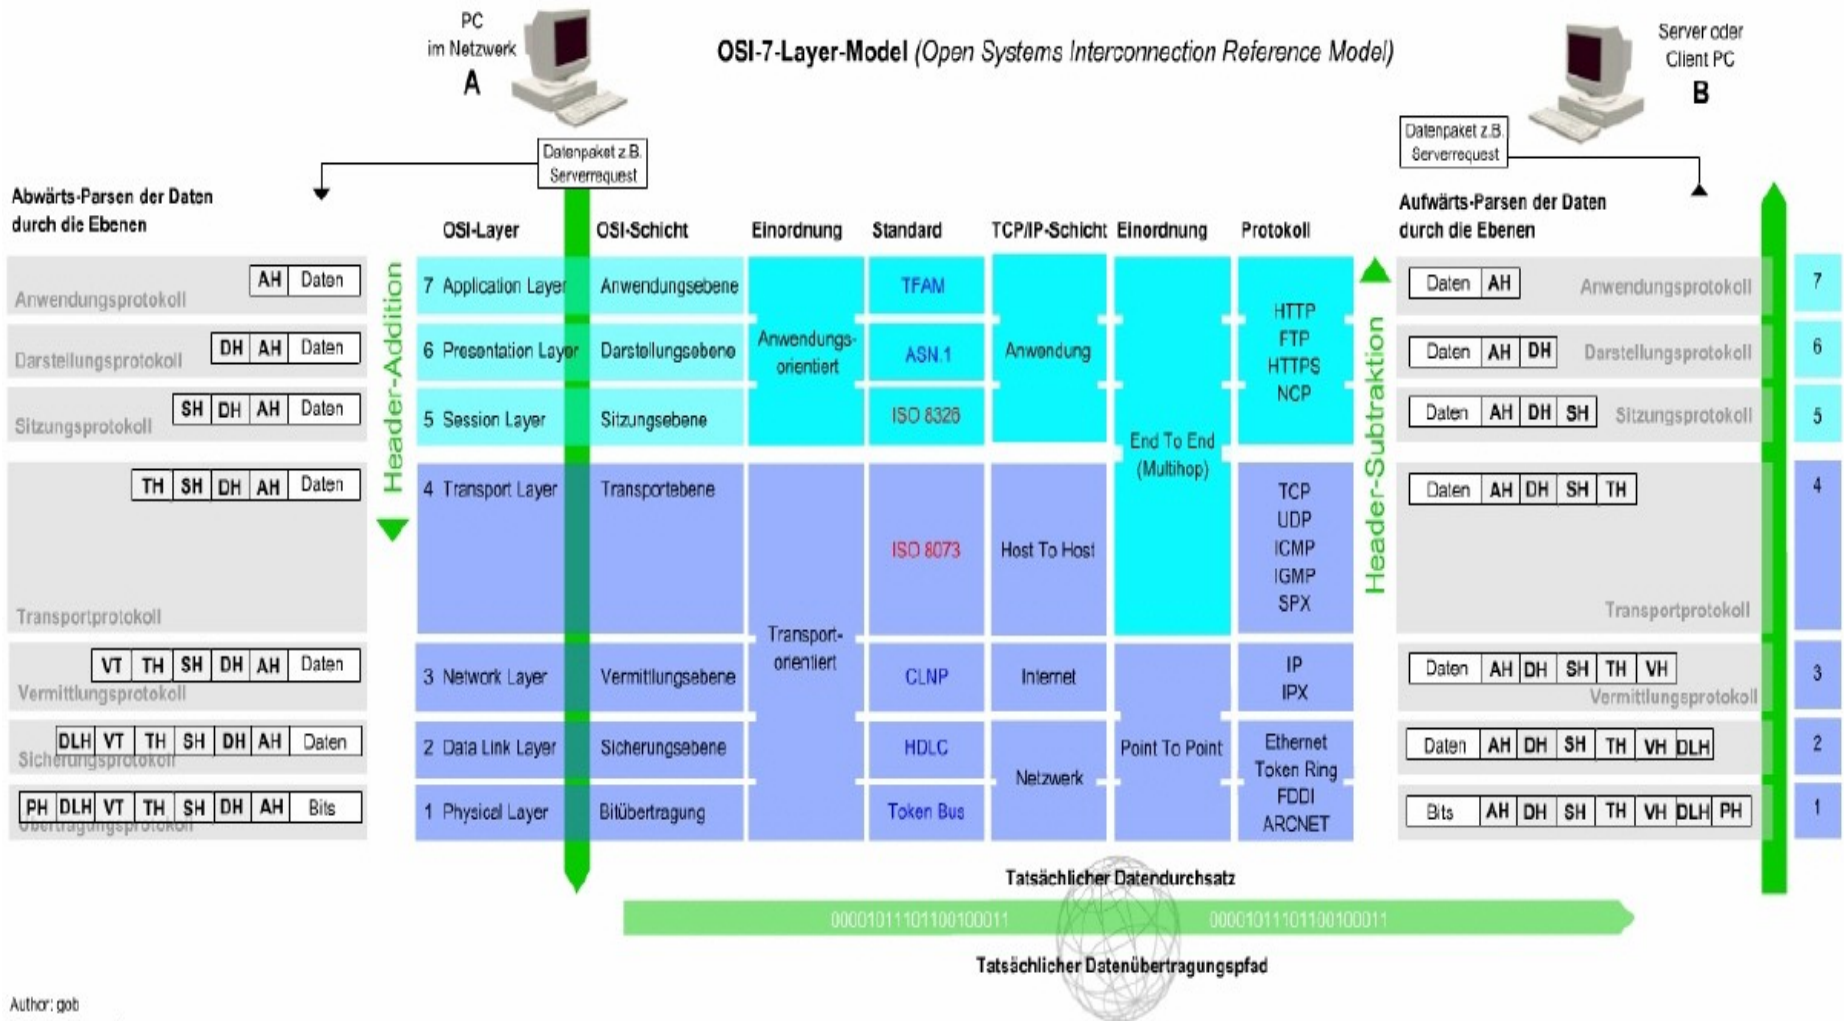 PC
im Netzwerk
A
OSI-7-Layer-Model (Open Systems Interconnection Reference Model)
Server oder
Client PC
B
Datenpaket z.B.
Serverrequest
Datenpaket z.B.
Serverrequest
Abwärts-Parsen der Daten
durch die Ebenen
Aufwärts-Parsen der Daten
durch die Ebenen
OSI-Layer OSI-Schicht Einordnung Standard TCP/IP-Schicht Einordnung Protokoll
AH Daten
Anwendungsprotokoll
DH AH Daten
Darstellungsprotokoll
SH DH AH Daten
Sitzungsprotokoll
TH SH DH AH Daten
Transportprotokoll
VT TH SH DH AH Daten
Vermittlungsprotokoll
DLH VT TH SH DH AH Daten
Sicherungsprotokoll
PH DLH VT TH SH DH AH Bits
Übertragungsprotokoll
Header-Addition
7 Application Layer
6 Presentation Layer
5 Session Layer
4 Transport Layer
3 Network Layer
2 Data Link Layer
1 Physical Layer
Anwendungsebene
Darstellungsebene
Sitzungsebene
Transportebene
Vermittlungsebene
Sicherungsebene
Bitübertragung
Anwendungs-
orientiert
Transport-
orientiert
TFAM
ASN.1
ISO 8326
ISO 8073
CLNP
HDLC
Token Bus
Anwendung
Host To Host
Internet
Netzwerk
End To End
(Multihop)
Point To Point
HTTP
FTP
HTTPS
NCP
TCP
UDP
ICMP
IGMP
SPX
IP
IPX
Ethernet
Token Ring
FDDI
ARCNET
Header-Subtraktion
Daten AH
Anwendungsprotokoll
7
Daten AH DH
Darstellungsprotokoll
6
Daten AH DH SH
Sitzungsprotokoll
5
Daten AH DH SH TH
4
Transportprotokoll
Daten AH DH SH TH VH
3
Vermittlungsprotokoll
Daten AH DH SH TH VH DLH
2
Bits AH DH SH TH VH DLH PH
1
Tatsächlicher Datendurchsatz
00001011101100100011 00001011101100100011
Tatsächlicher Datenübertragungspfad
Author: gob